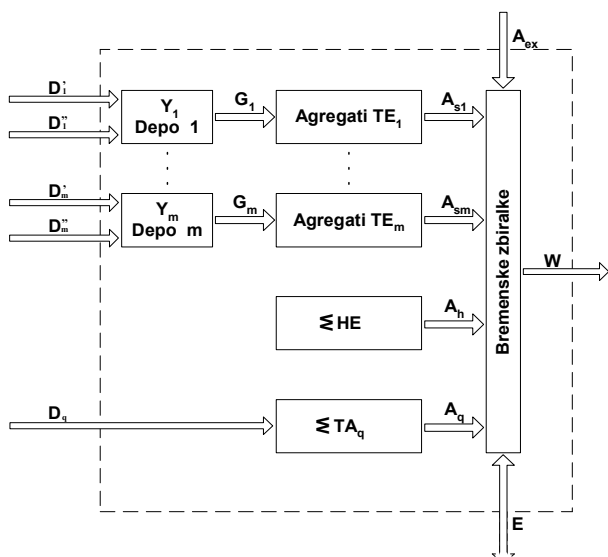 A_ex
D'_1
Y_1
Depo 1
G_1
Agregati TE_1
A_s1
D"_1
D'_m
Y_m
Depo m
G_m
Agregati TE_m
A_sm
D"_m
Bremenske zbiralke
W
Σ HE
A_h
D_q
Σ TA_q
A_q
E